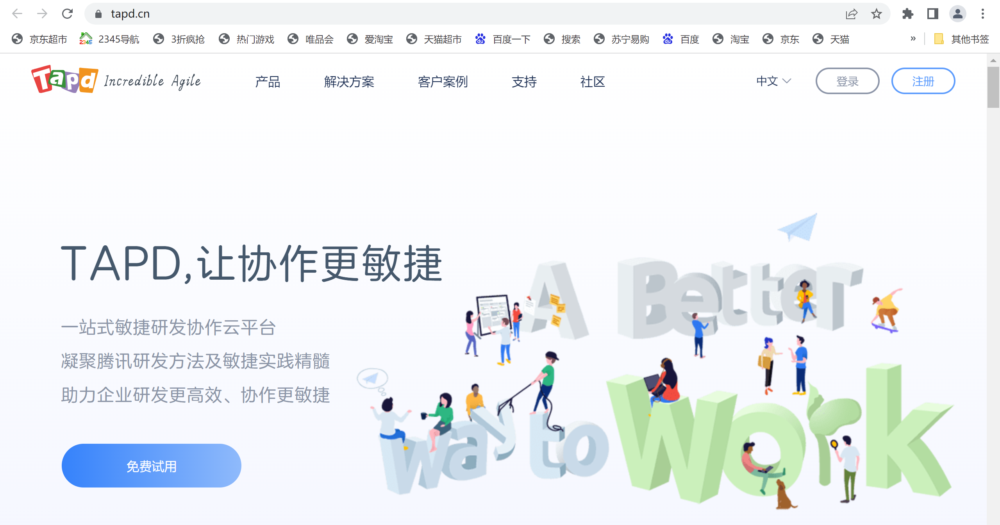 tapd.cn
京东超市 2345导航 3折疯抢 热门游戏 唯品会 爱淘宝 天猫超市 百度一下 搜索 苏宁易购 百度 淘宝 京东 天猫 » 其他书签
Tapd Incredible Agile 产品 解决方案 客户案例 支持 社区 中文 登录 注册
TAPD,让协作更敏捷
一站式敏捷研发协作云平台
凝聚腾讯研发方法及敏捷实践精髓
助力企业研发更高效、协作更敏捷
免费试用
A Better
way to Work